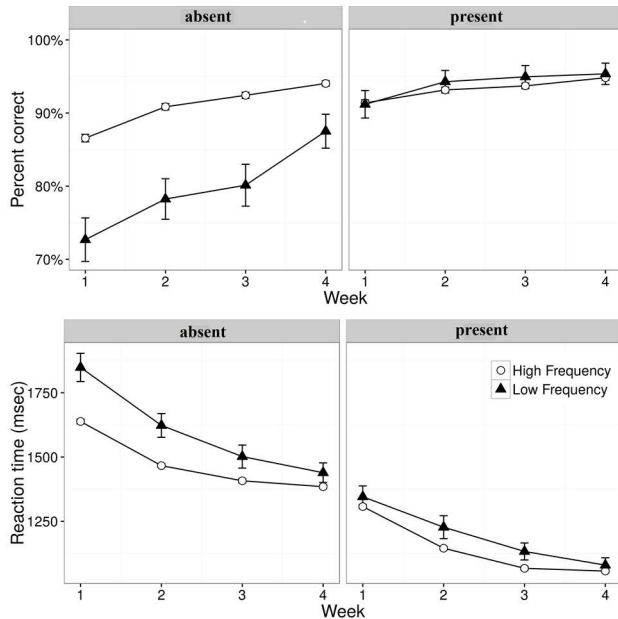 absent present
100%
90%
80%
70%
Percent correct
1 2 3 4 1 2 3 4
Week
absent present
1750
1500
1250
Reaction time (msec)
High Frequency
Low Frequency
1 2 3 4 1 2 3 4
Week